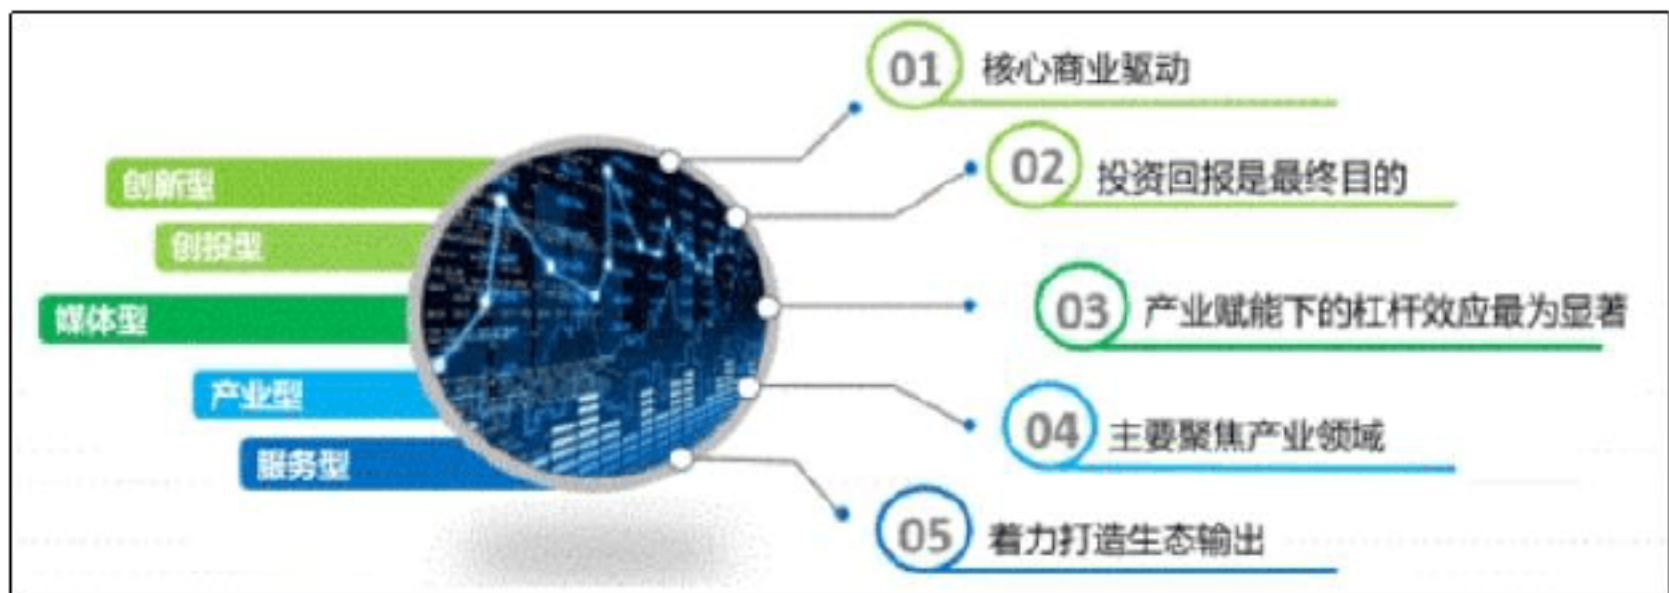 创新型
创投型
媒体型
产业型
服务型
01 核心商业驱动
02 投资回报是最终目的
03 产业赋能下的杠杆效应最为显著
04 主要聚焦产业领域
05 着力打造生态输出